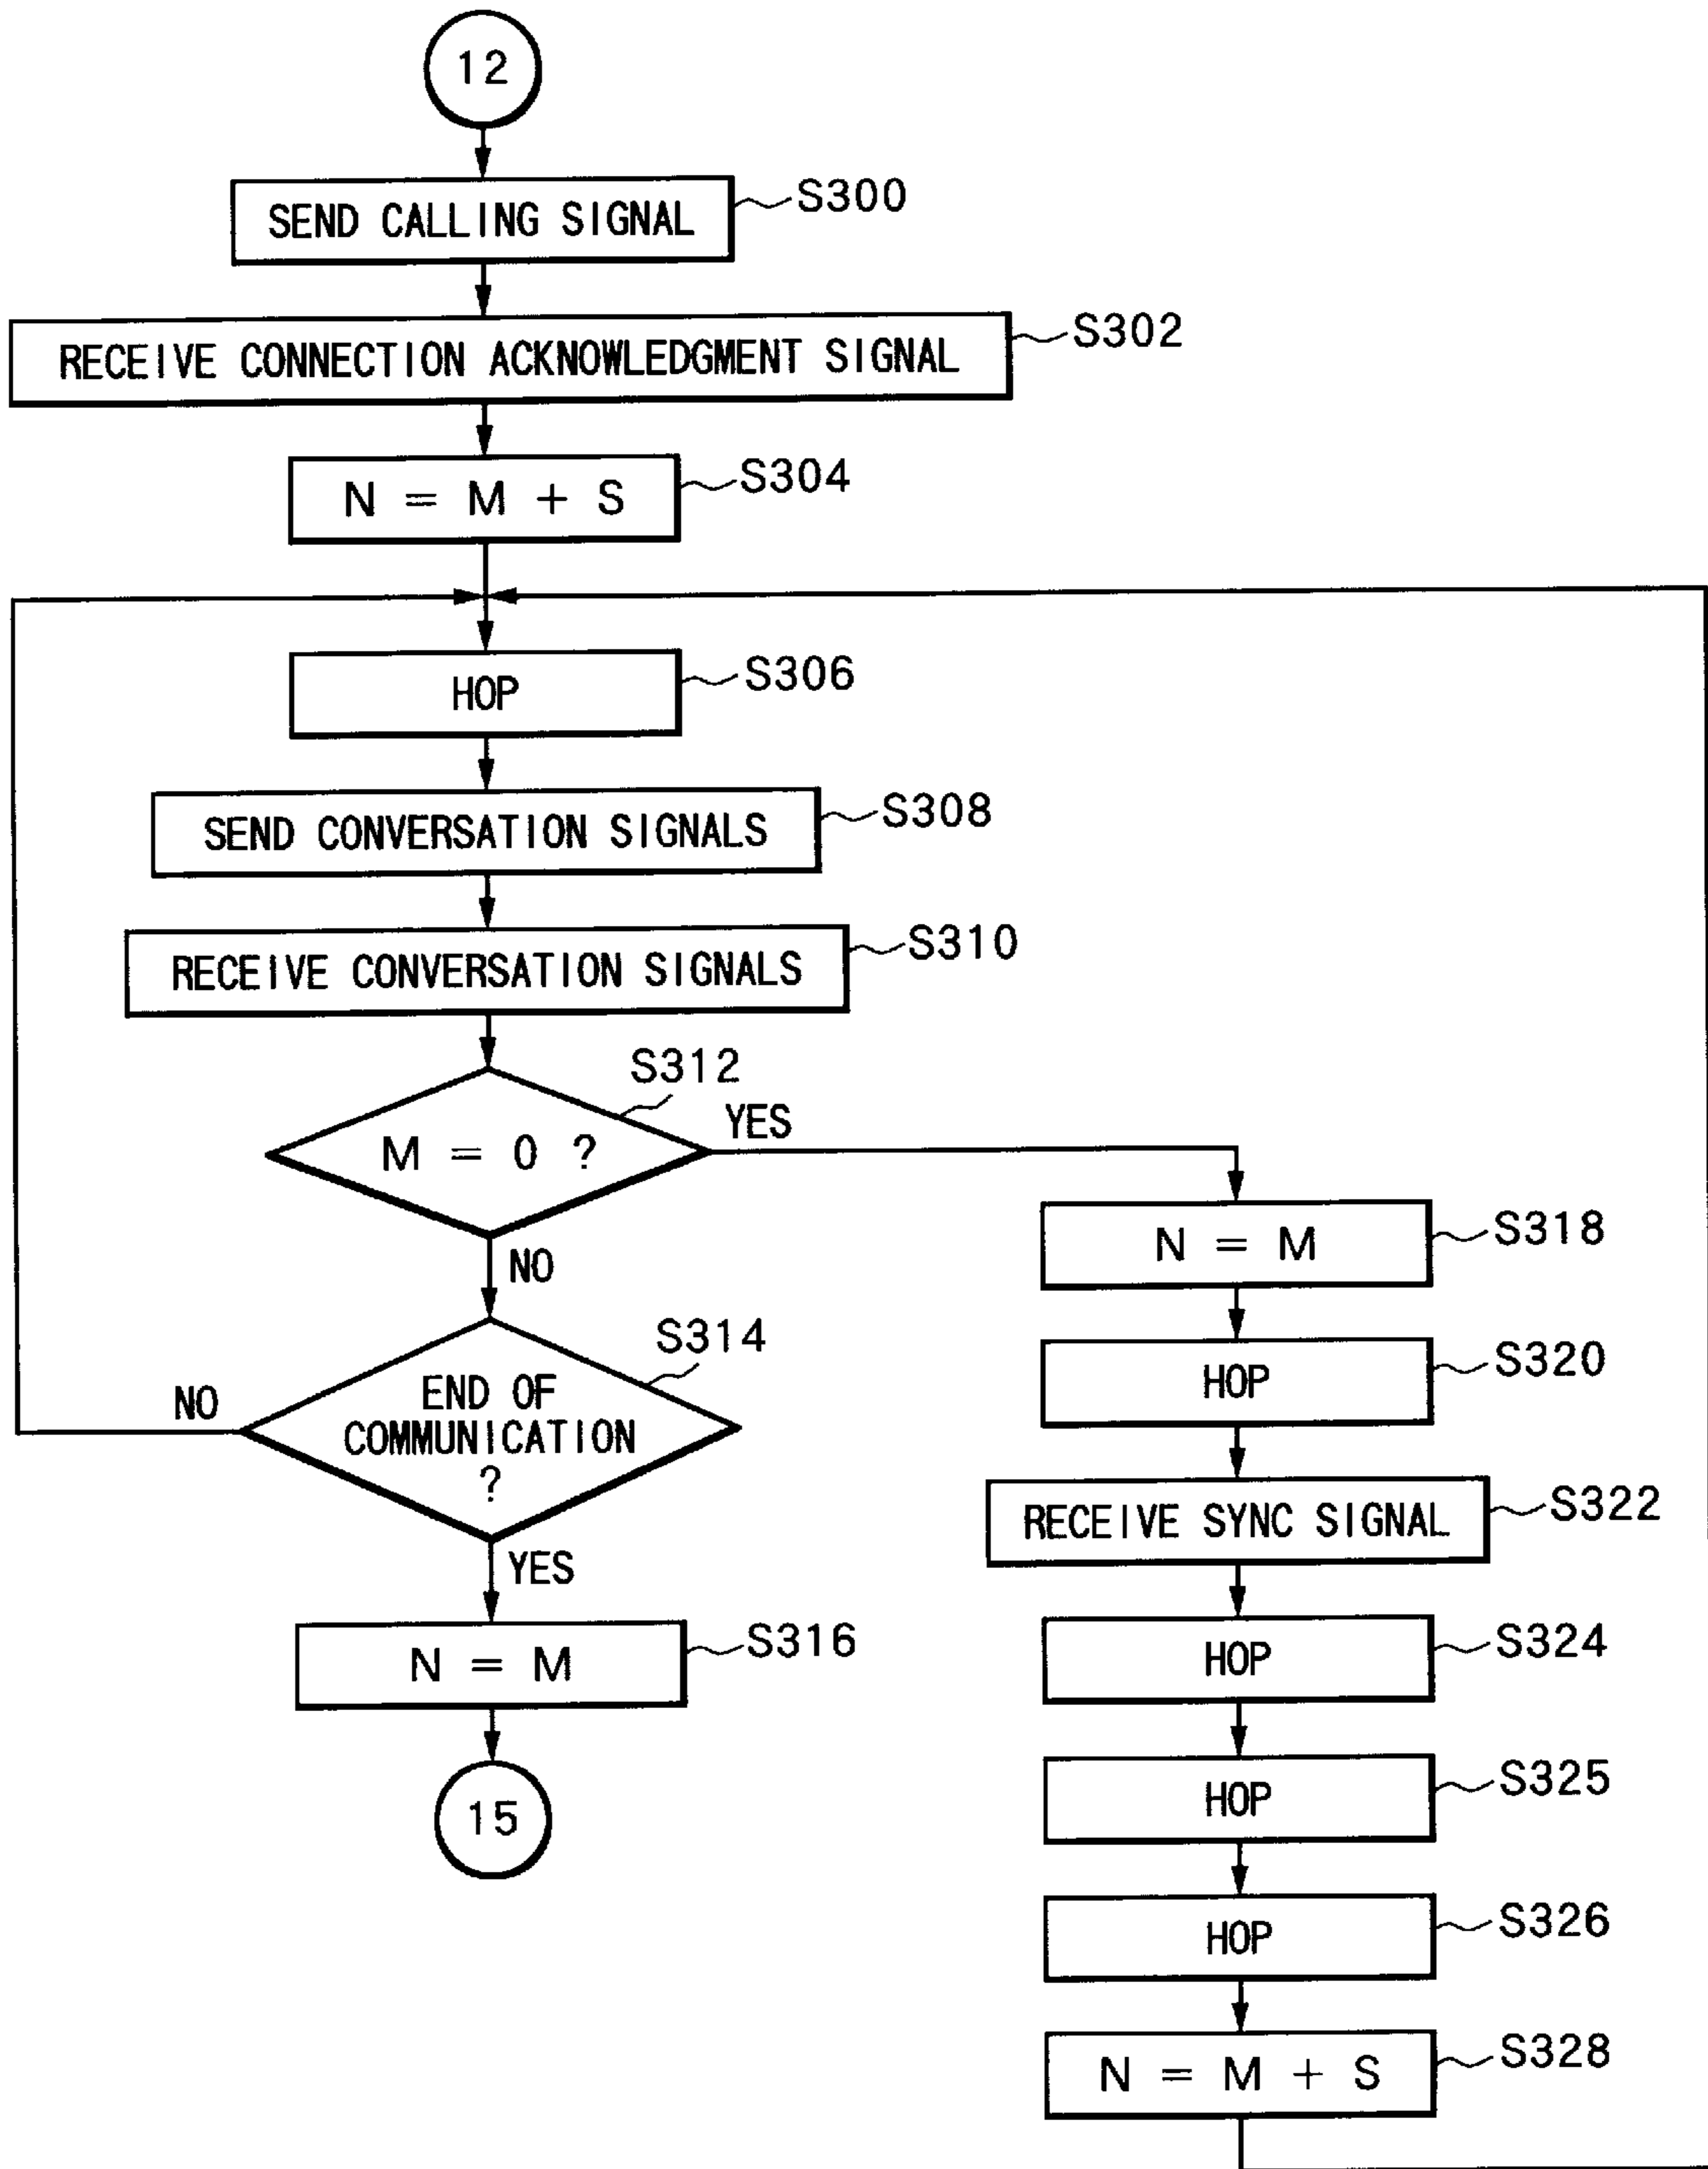 12
SEND CALLING SIGNAL
S300
RECEIVE CONNECTION ACKNOWLEDGMENT SIGNAL
S302
N = M + S
S304
HOP
S306
SEND CONVERSATION SIGNALS
S308
RECEIVE CONVERSATION SIGNALS
S310
S312
M = 0 ?
YES
NO
S314
END OF
COMMUNICATION
?
NO
YES
N = M
S316
15
N = M
S318
HOP
S320
RECEIVE SYNC SIGNAL
S322
HOP
S324
HOP
S325
HOP
S326
N = M + S
S328